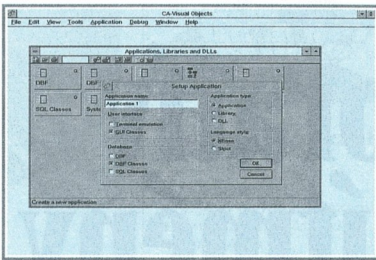 CA-Visual Objects
File Edit View Tools Application Debug Window Help
Applications, Libraries and DLLs
DBF
SQL Classes
Setup Application
Application name
Application 1
User interface
Terminal emulation
GUI Classes
Database
DBF
DBF Classes
SQL Classes
Application type
Application
Library
DLL
Language style
OK
Cancel
Create a new application